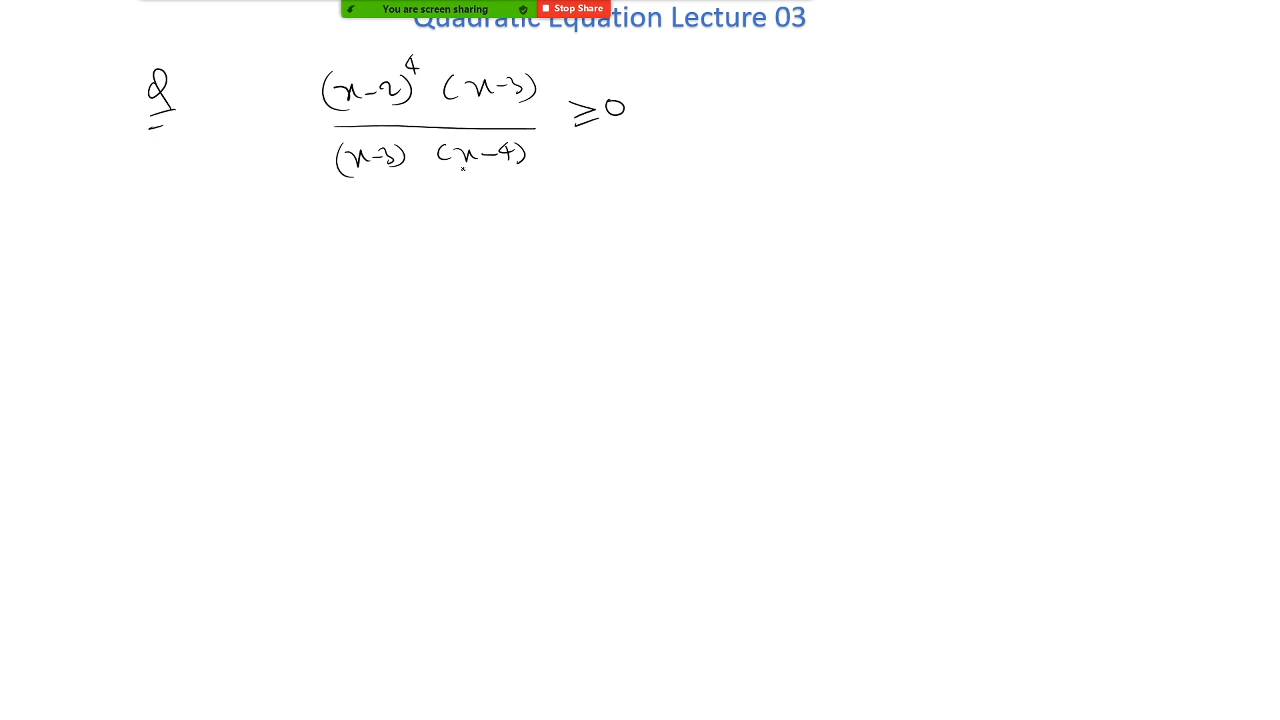 You are screen sharing Stop Share
Quadratic Equation Lecture 03
Q (x-2)^4 (x-3)
/ (x-3) (x-4) ≥0